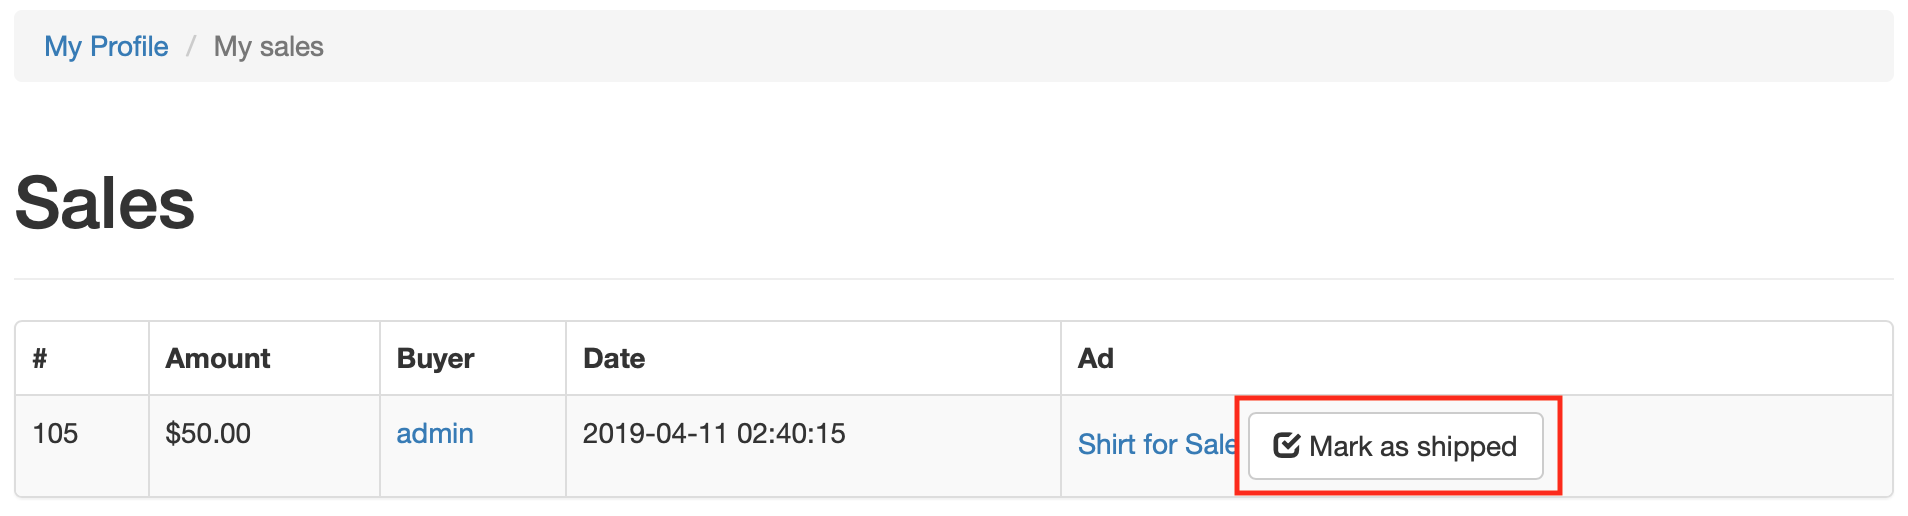 My Profile / My sales
Sales
# Amount Buyer Date Ad
105 $50.00 admin 2019-04-11 02:40:15 Shirt for Sale Mark as shipped